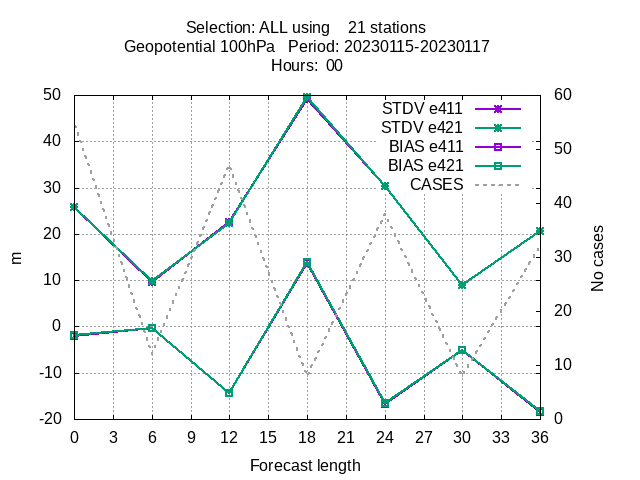 Selection: ALL using    21 stations
Geopotential 100hPa   Period: 20230115-20230117
Hours:  00
50
40
30
20
10
0
-10
-20
m
STDV e411
STDV e421
BIAS e411
BIAS e421
CASES
60
50
40
30
20
10
0
No cases
0 3 6 9 12 15 18 21 24 27 30 33 36
Forecast length